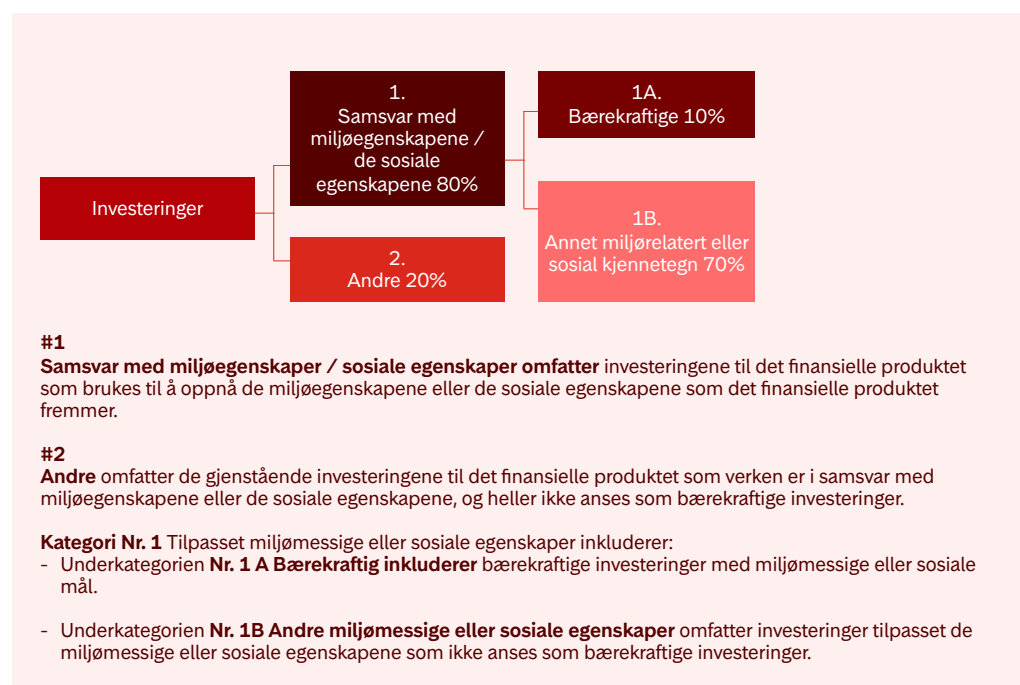 1.
Samsvar med
miljøegenskapene /
de sosiale
egenskapene 80%
1A.
Bærekraftige 10%
Investeringer
1B.
Annet miljørelatert eller
sosial kjennetegn 70%
2.
Andre 20%
#1
Samsvar med miljøegenskaper / sosiale egenskaper omfatter investeringene til det finansielle produktet
som brukes til å oppnå de miljøegenskapene eller de sosiale egenskapene som det finansielle produktet
fremmer.
#2
Andre omfatter de gjenstående investeringene til det finansielle produktet som verken er i samsvar med
miljøegenskapene eller de sosiale egenskapene, og heller ikke anses som bærekraftige investeringer.
Kategori Nr. 1 Tilpasset miljømessige eller sosiale egenskaper inkluderer:
- Underkategorien Nr. 1 A Bærekraftig inkluderer bærekraftige investeringer med miljømessige eller sosiale
mål.
- Underkategorien Nr. 1B Andre miljømessige eller sosiale egenskaper omfatter investeringer tilpasset de
miljømessige eller sosiale egenskapene som ikke anses som bærekraftige investeringer.